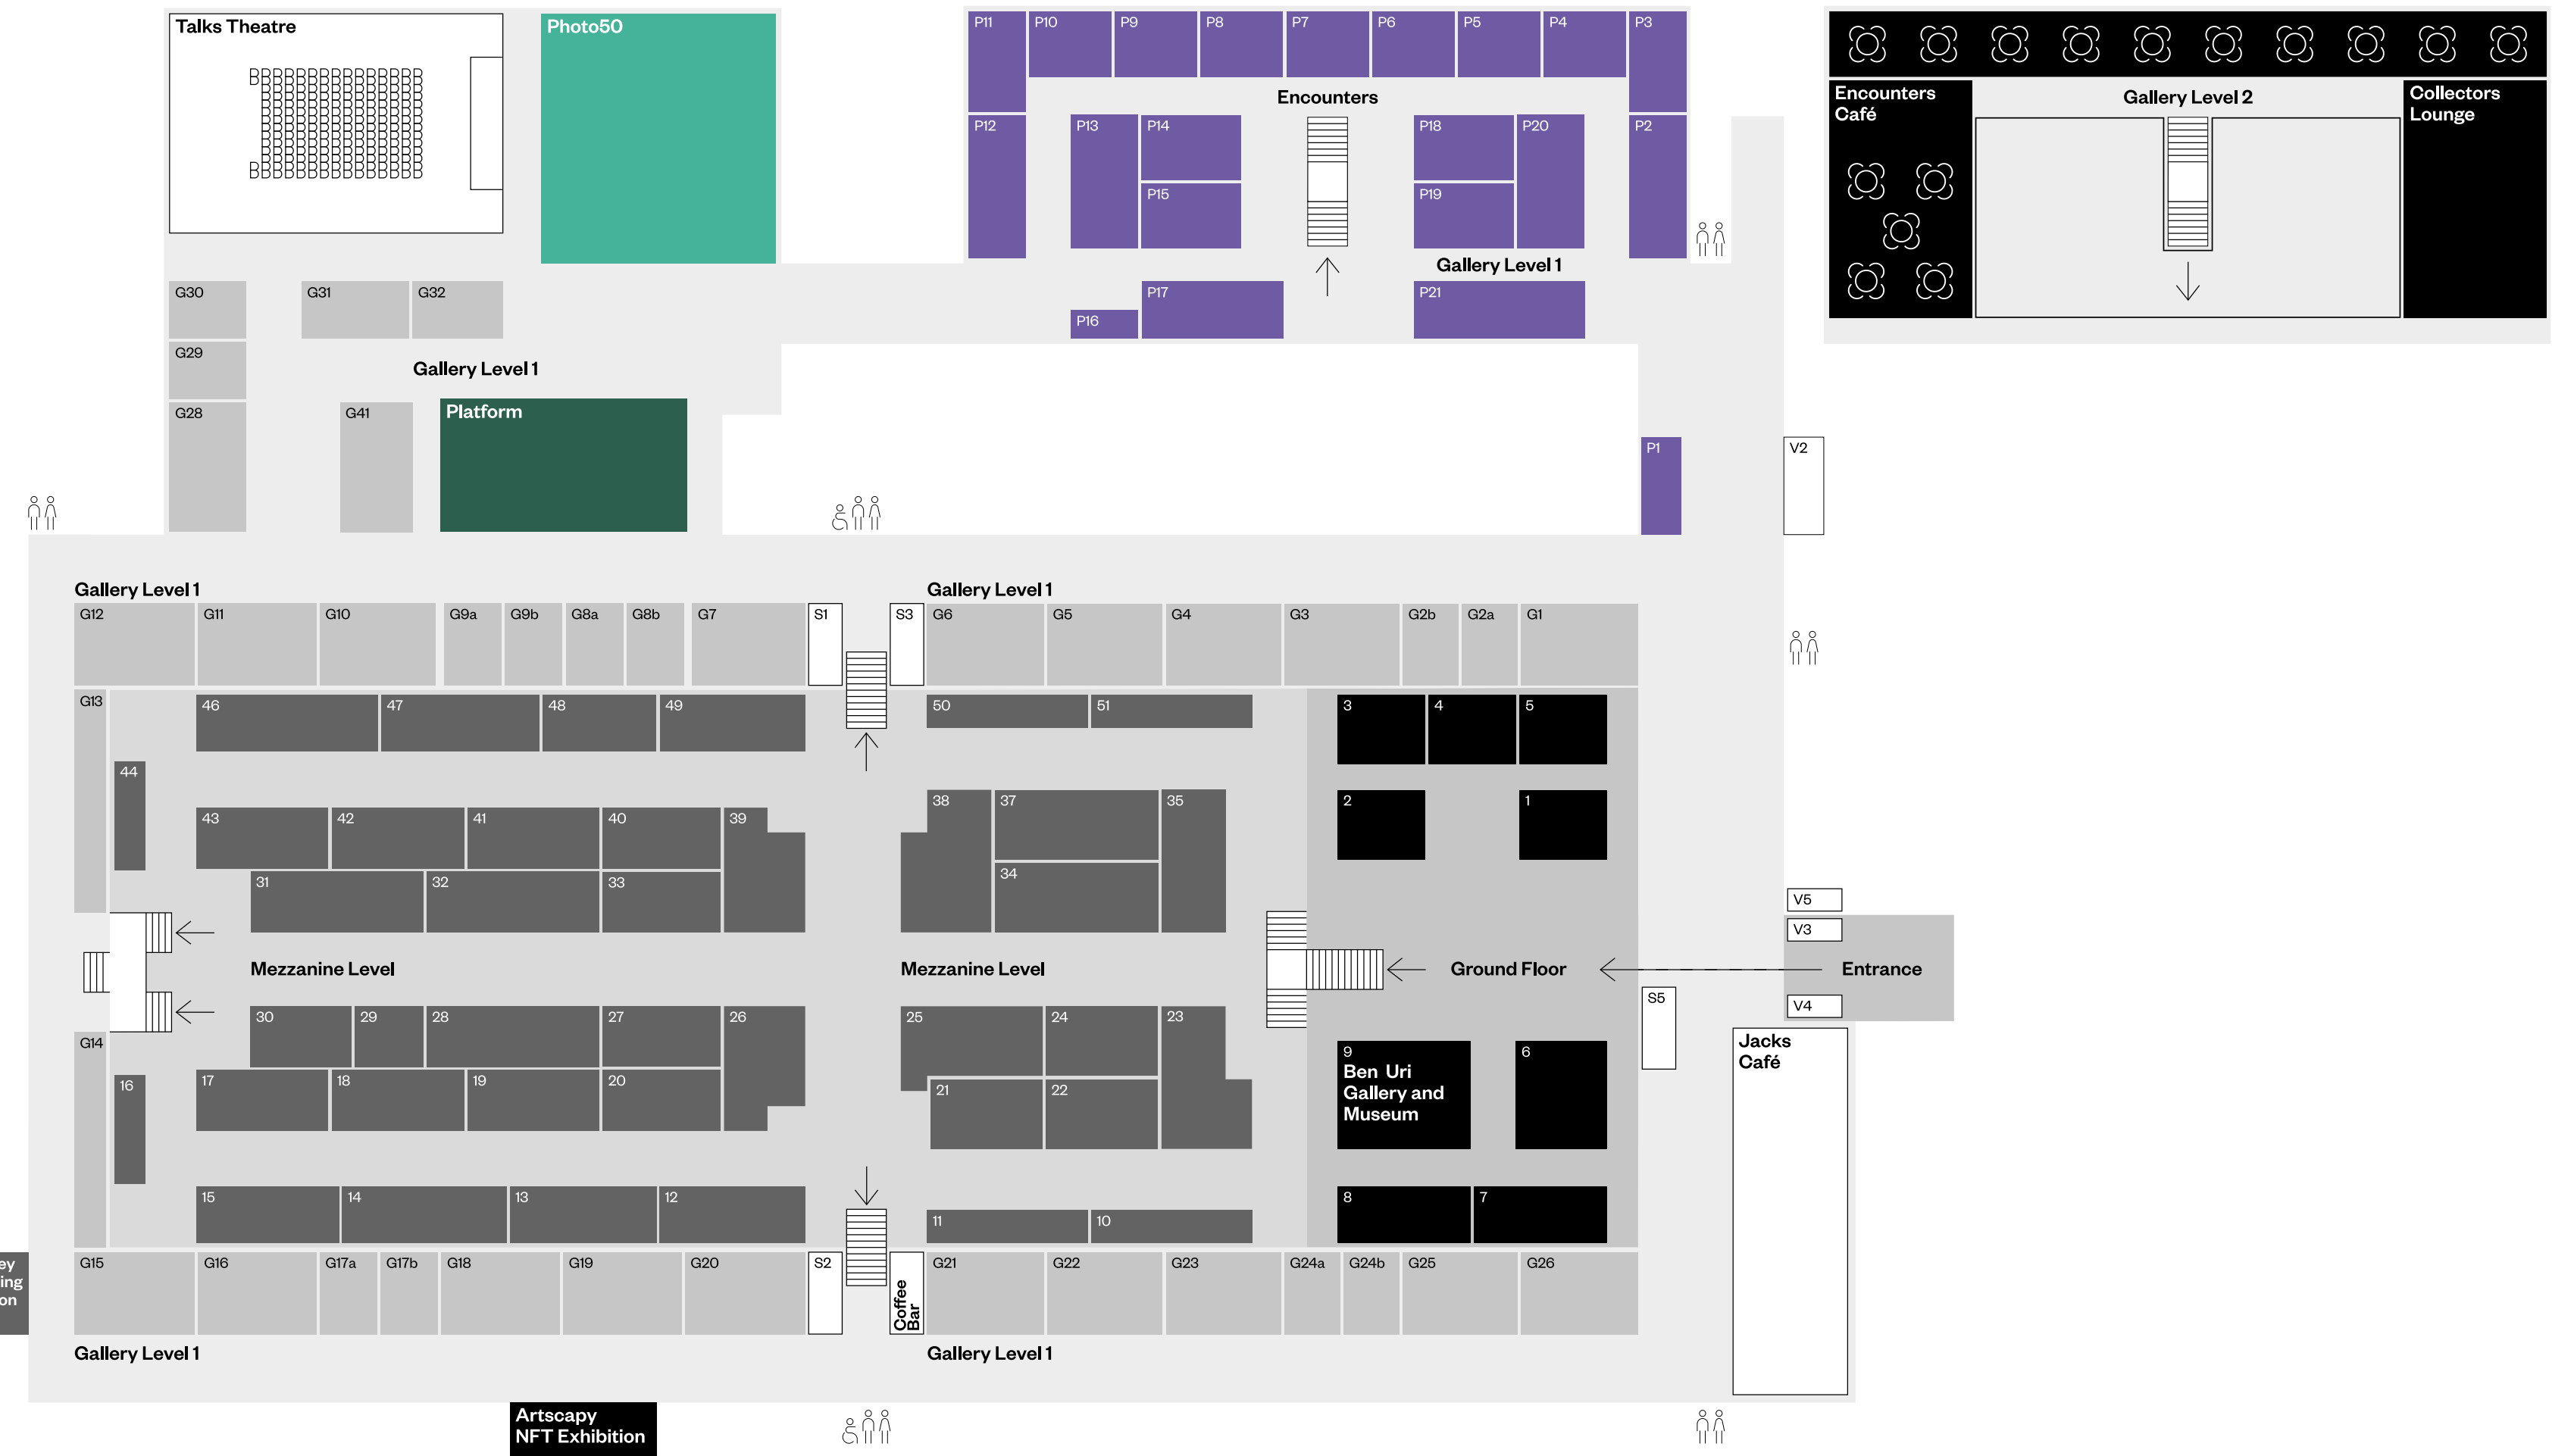 Talks Theatre
Photo50
P11
P10
P9
P8
P7
P6
P5
P4
P3
Encounters
P12
P13
P14
P18
P20
P2
P15
P19
Gallery Level 1
P16
P17
P21
Encounters
Café
Gallery Level 2
Collectors
Lounge
G30
G31
G32
G29
Gallery Level 1
G28
G41
Platform
P1
V2
Gallery Level 1
Gallery Level 1
G12
G11
G10
G9a
G9b
G8a
G8b
G7
S1
S3
G6
G5
G4
G3
G2b
G2a
G1
G13
46
47
48
49
50
51
3
4
5
44
43
42
41
40
39
38
37
35
2
1
31
32
33
34
V5
V3
Mezzanine Level
Mezzanine Level
Ground Floor
Entrance
S5
V4
G14
30
29
28
27
26
25
24
23
9
Ben Uri
Gallery and
Museum
6
Jacks
Café
16
17
18
19
20
21
22
15
14
13
12
11
10
8
7
ey
ing
on
G15
G16
G17a
G17b
G18
G19
G20
S2
Coffee
Bar
G21
G22
G23
G24a
G24b
G25
G26
Gallery Level 1
Gallery Level 1
Artscapy
NFT Exhibition